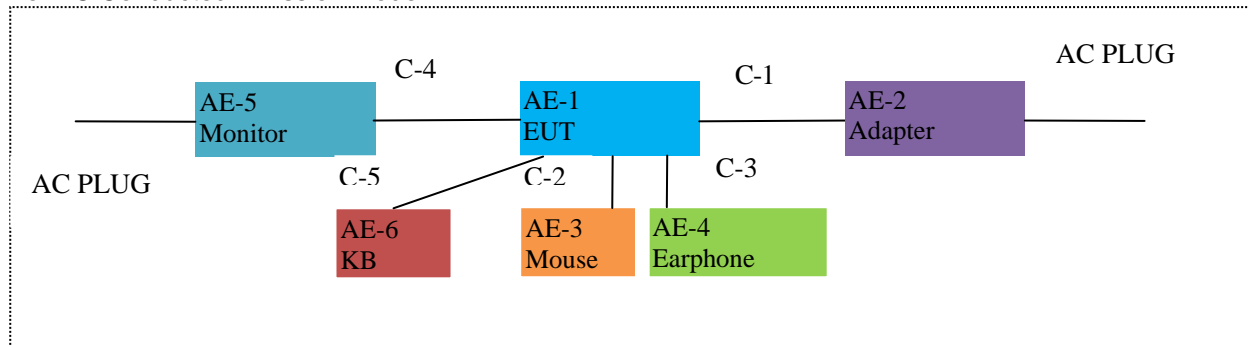 AC PLUG
C-4
C-1
AE-5
Monitor
AE-1
EUT
AE-2
Adapter
AC PLUG
C-5
C-2
C-3
AE-6
KB
AE-3
Mouse
AE-4
Earphone